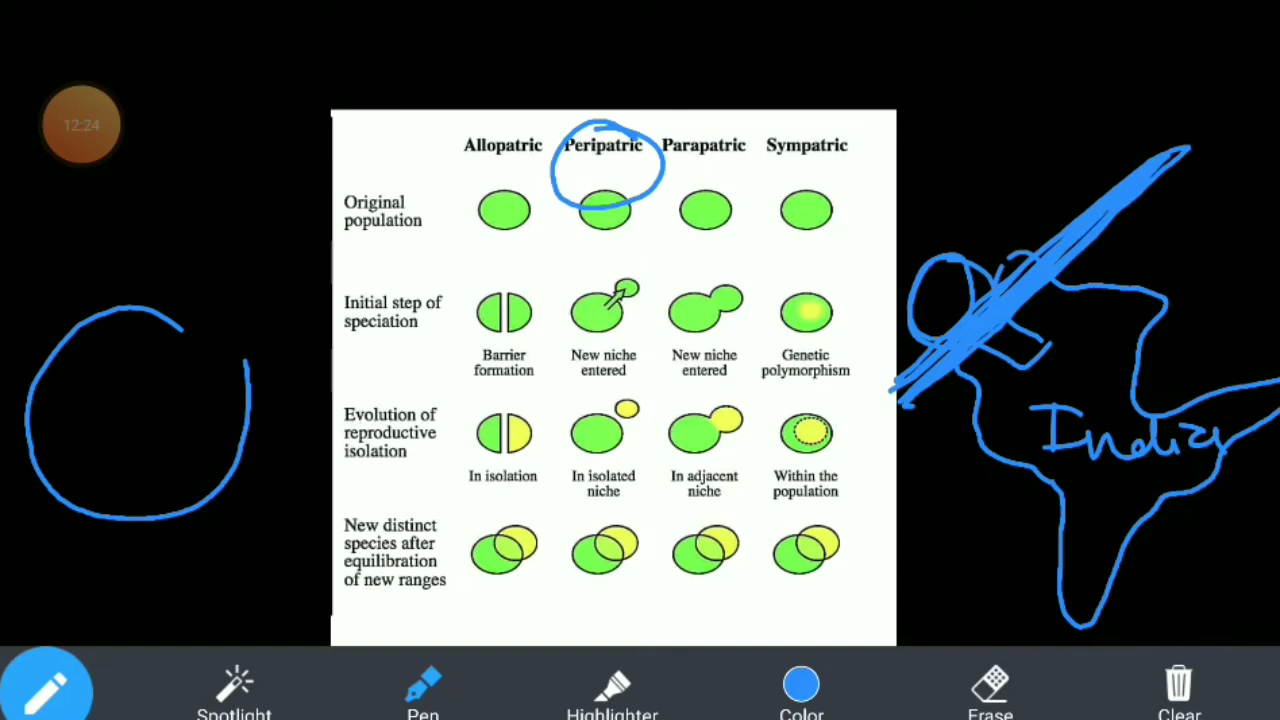 12:24
Allopatric Peripatric Parapatric Sympatric
Original
population
Initial step of
speciation
Barrier
formation
New niche
entered
New niche
entered
Genetic
polymorphism
Evolution of
reproductive
isolation
In isolation
In isolated
niche
In adjacent
niche
Within the
population
New distinct
species after
equilibration
of new ranges
India
Spotlight Pen Highlighter Color Erase Clear